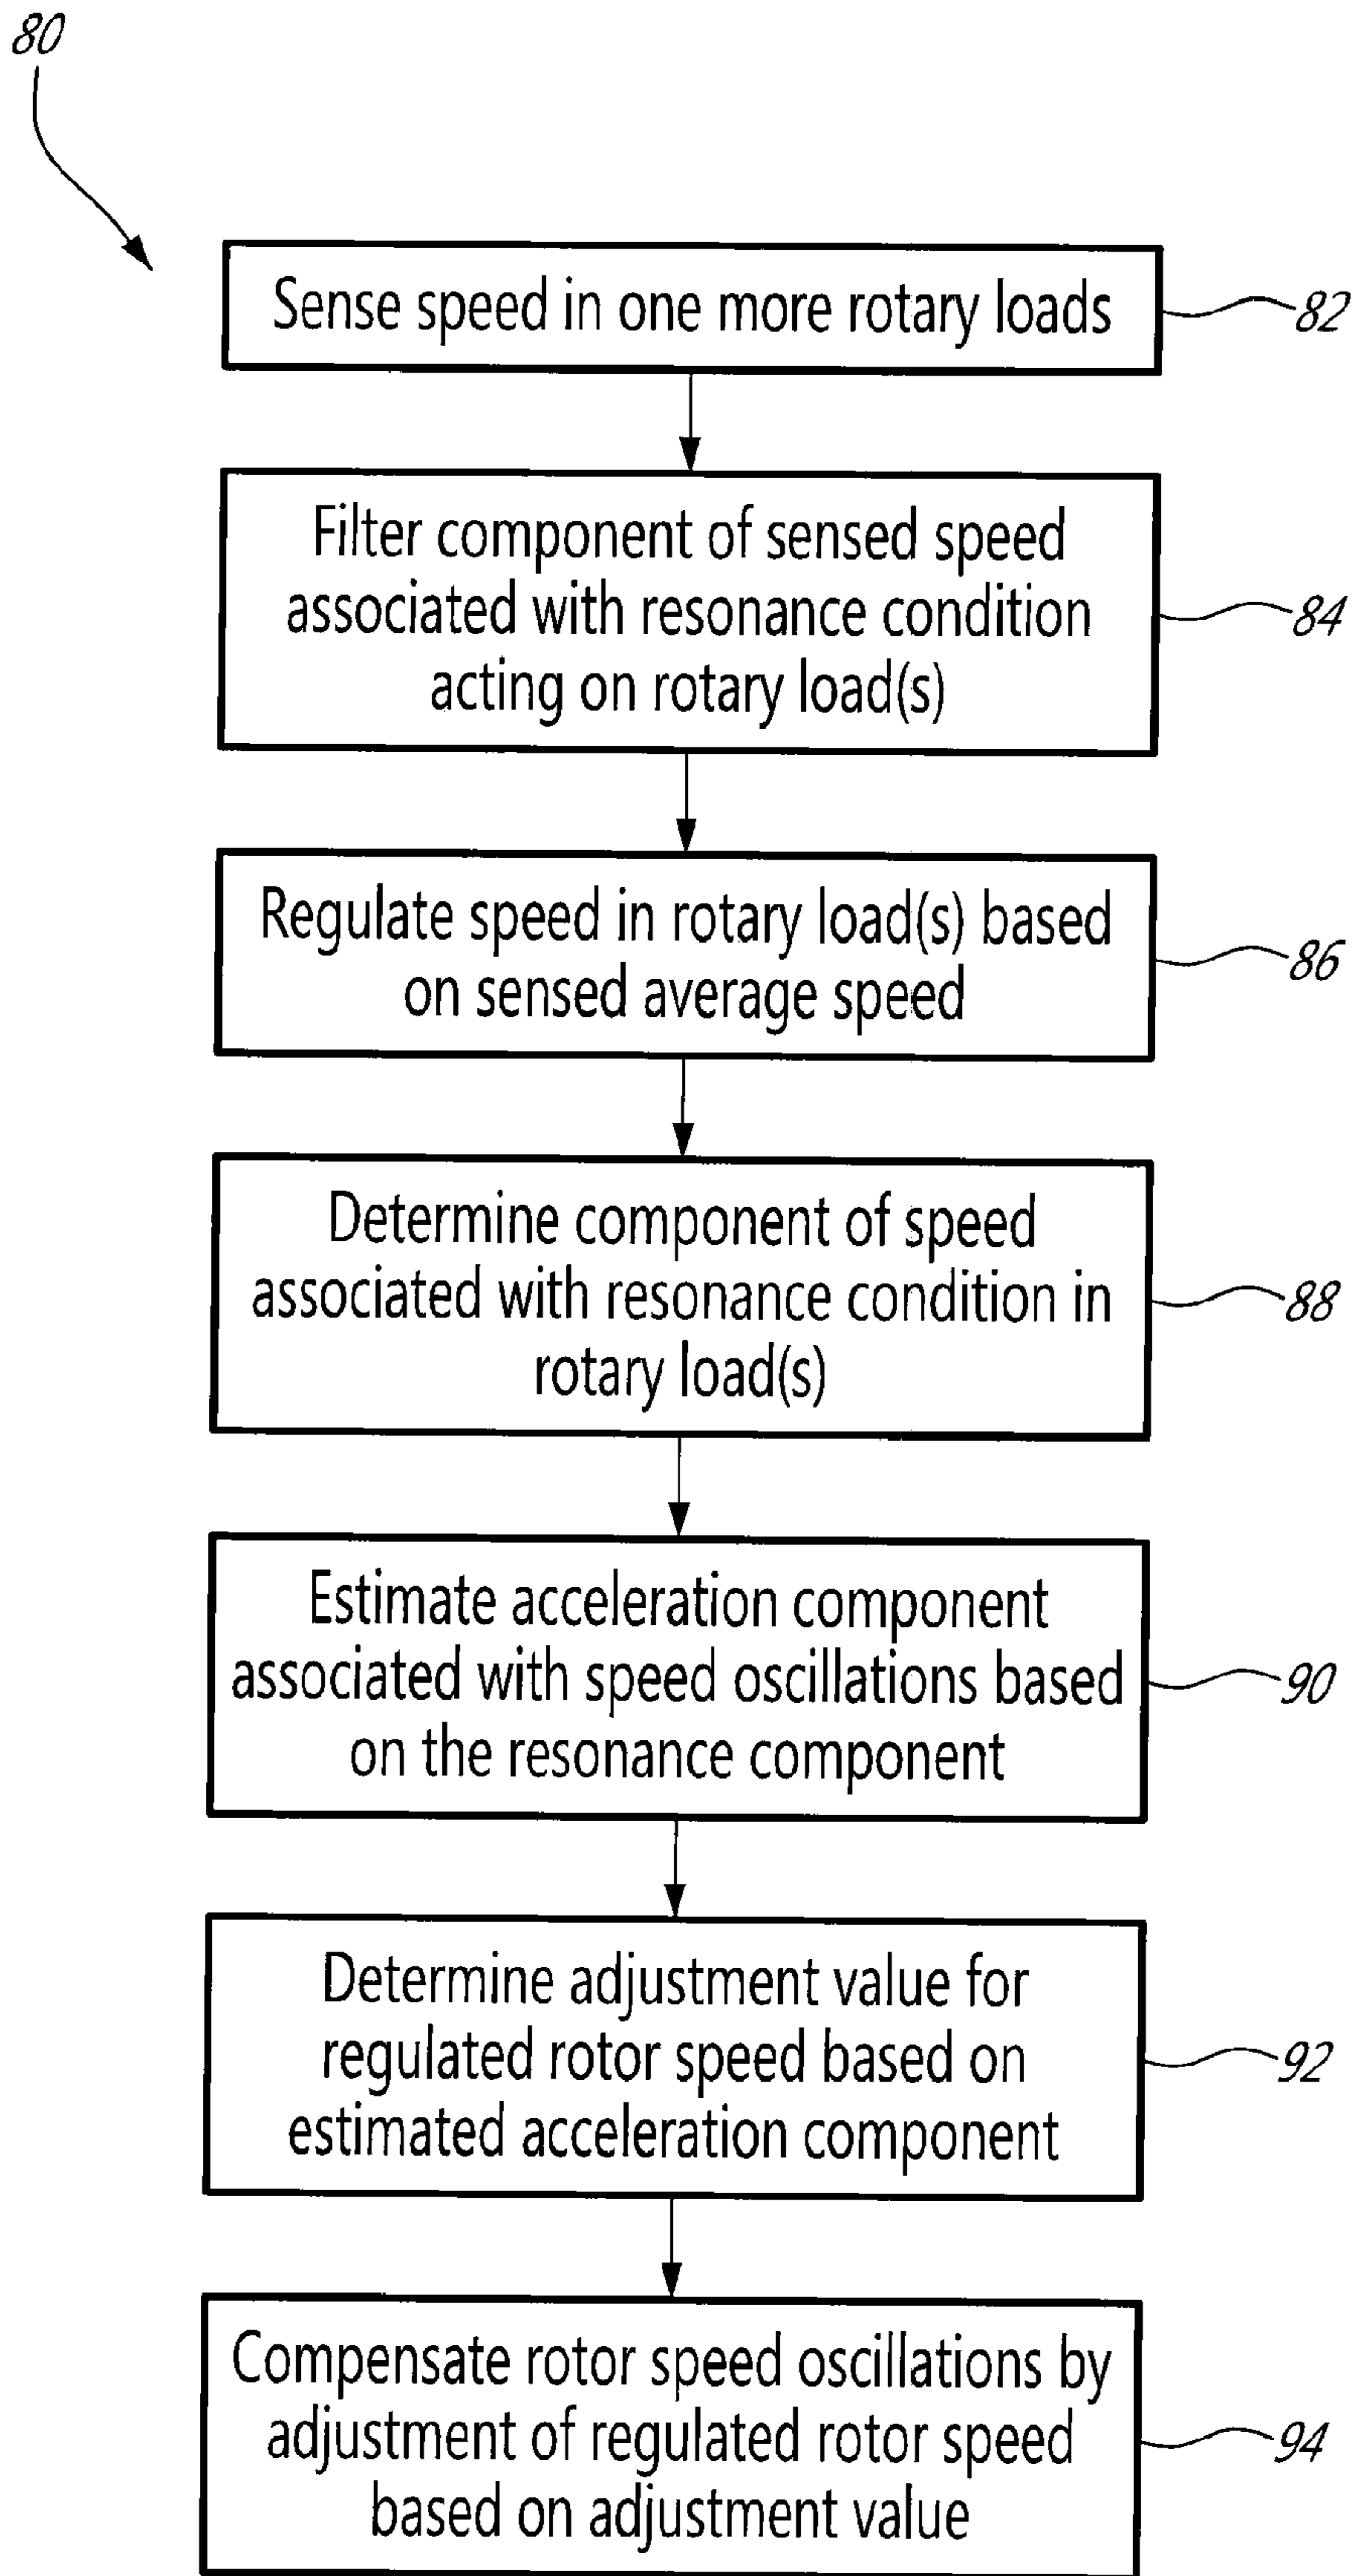 80
Sense speed in one more rotary loads
82
Filter component of sensed speed
associated with resonance condition
acting on rotary load(s)
84
Regulate speed in rotary load(s) based
on sensed average speed
86
Determine component of speed
associated with resonance condition in
rotary load(s)
88
Estimate acceleration component
associated with speed oscillations based
on the resonance component
90
Determine adjustment value for
regulated rotor speed based on
estimated acceleration component
92
Compensate rotor speed oscillations by
adjustment of regulated rotor speed
based on adjustment value
94